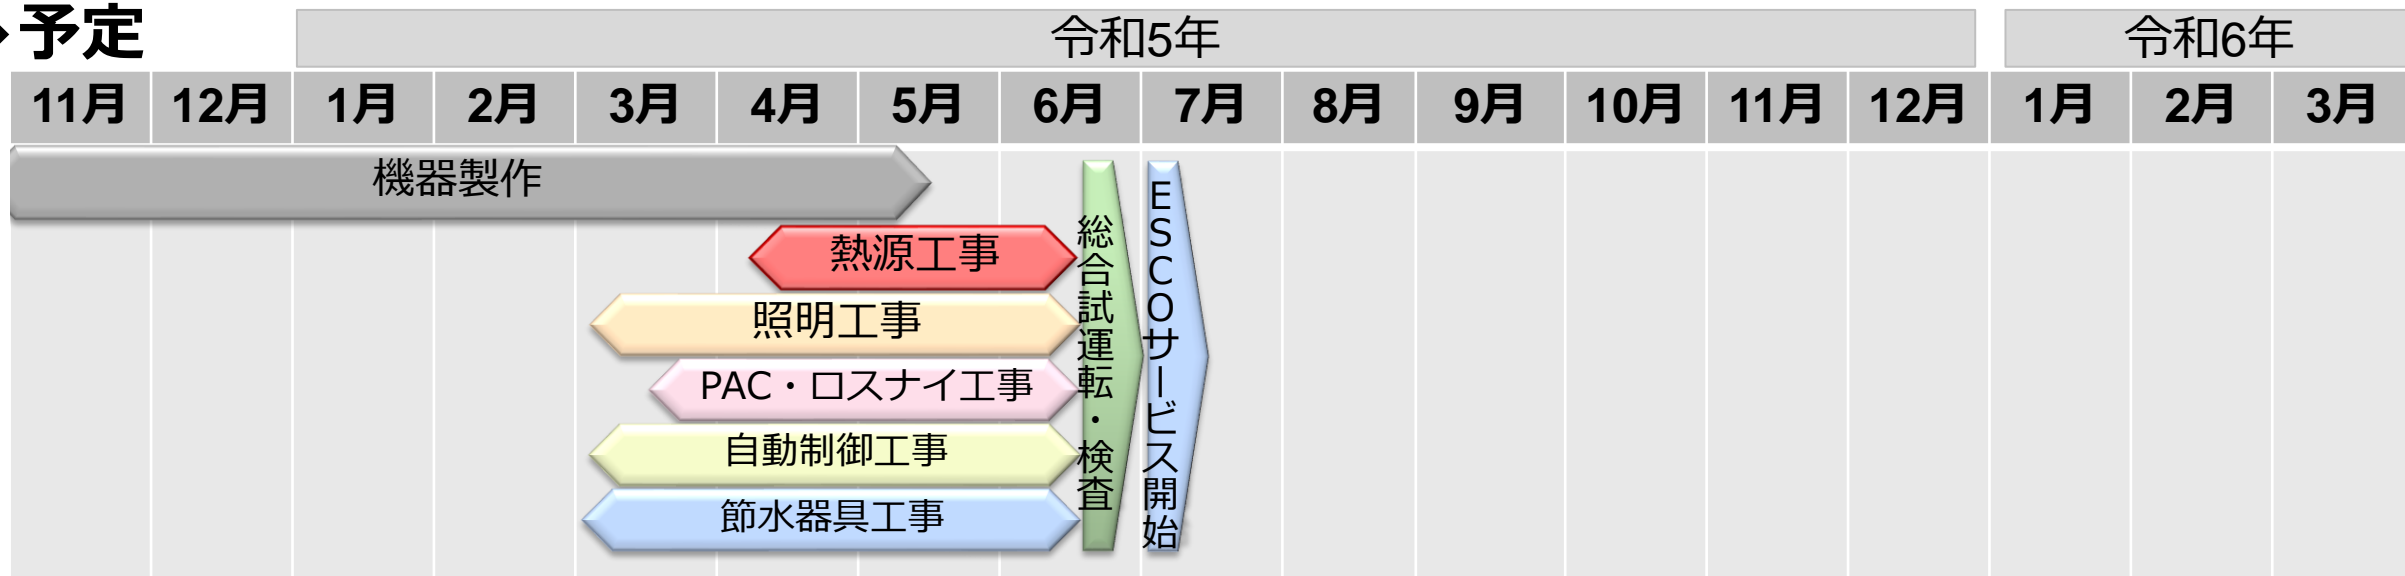 予定
令和5年
令和6年
11月 12月 1月 2月 3月 4月 5月 6月 7月 8月 9月 10月 11月 12月 1月 2月 3月
機器製作
熱源工事
照明工事
PAC・ロスナイ工事
自動制御工事
節水器具工事
総合試運転・検査
ESCOサービス開始